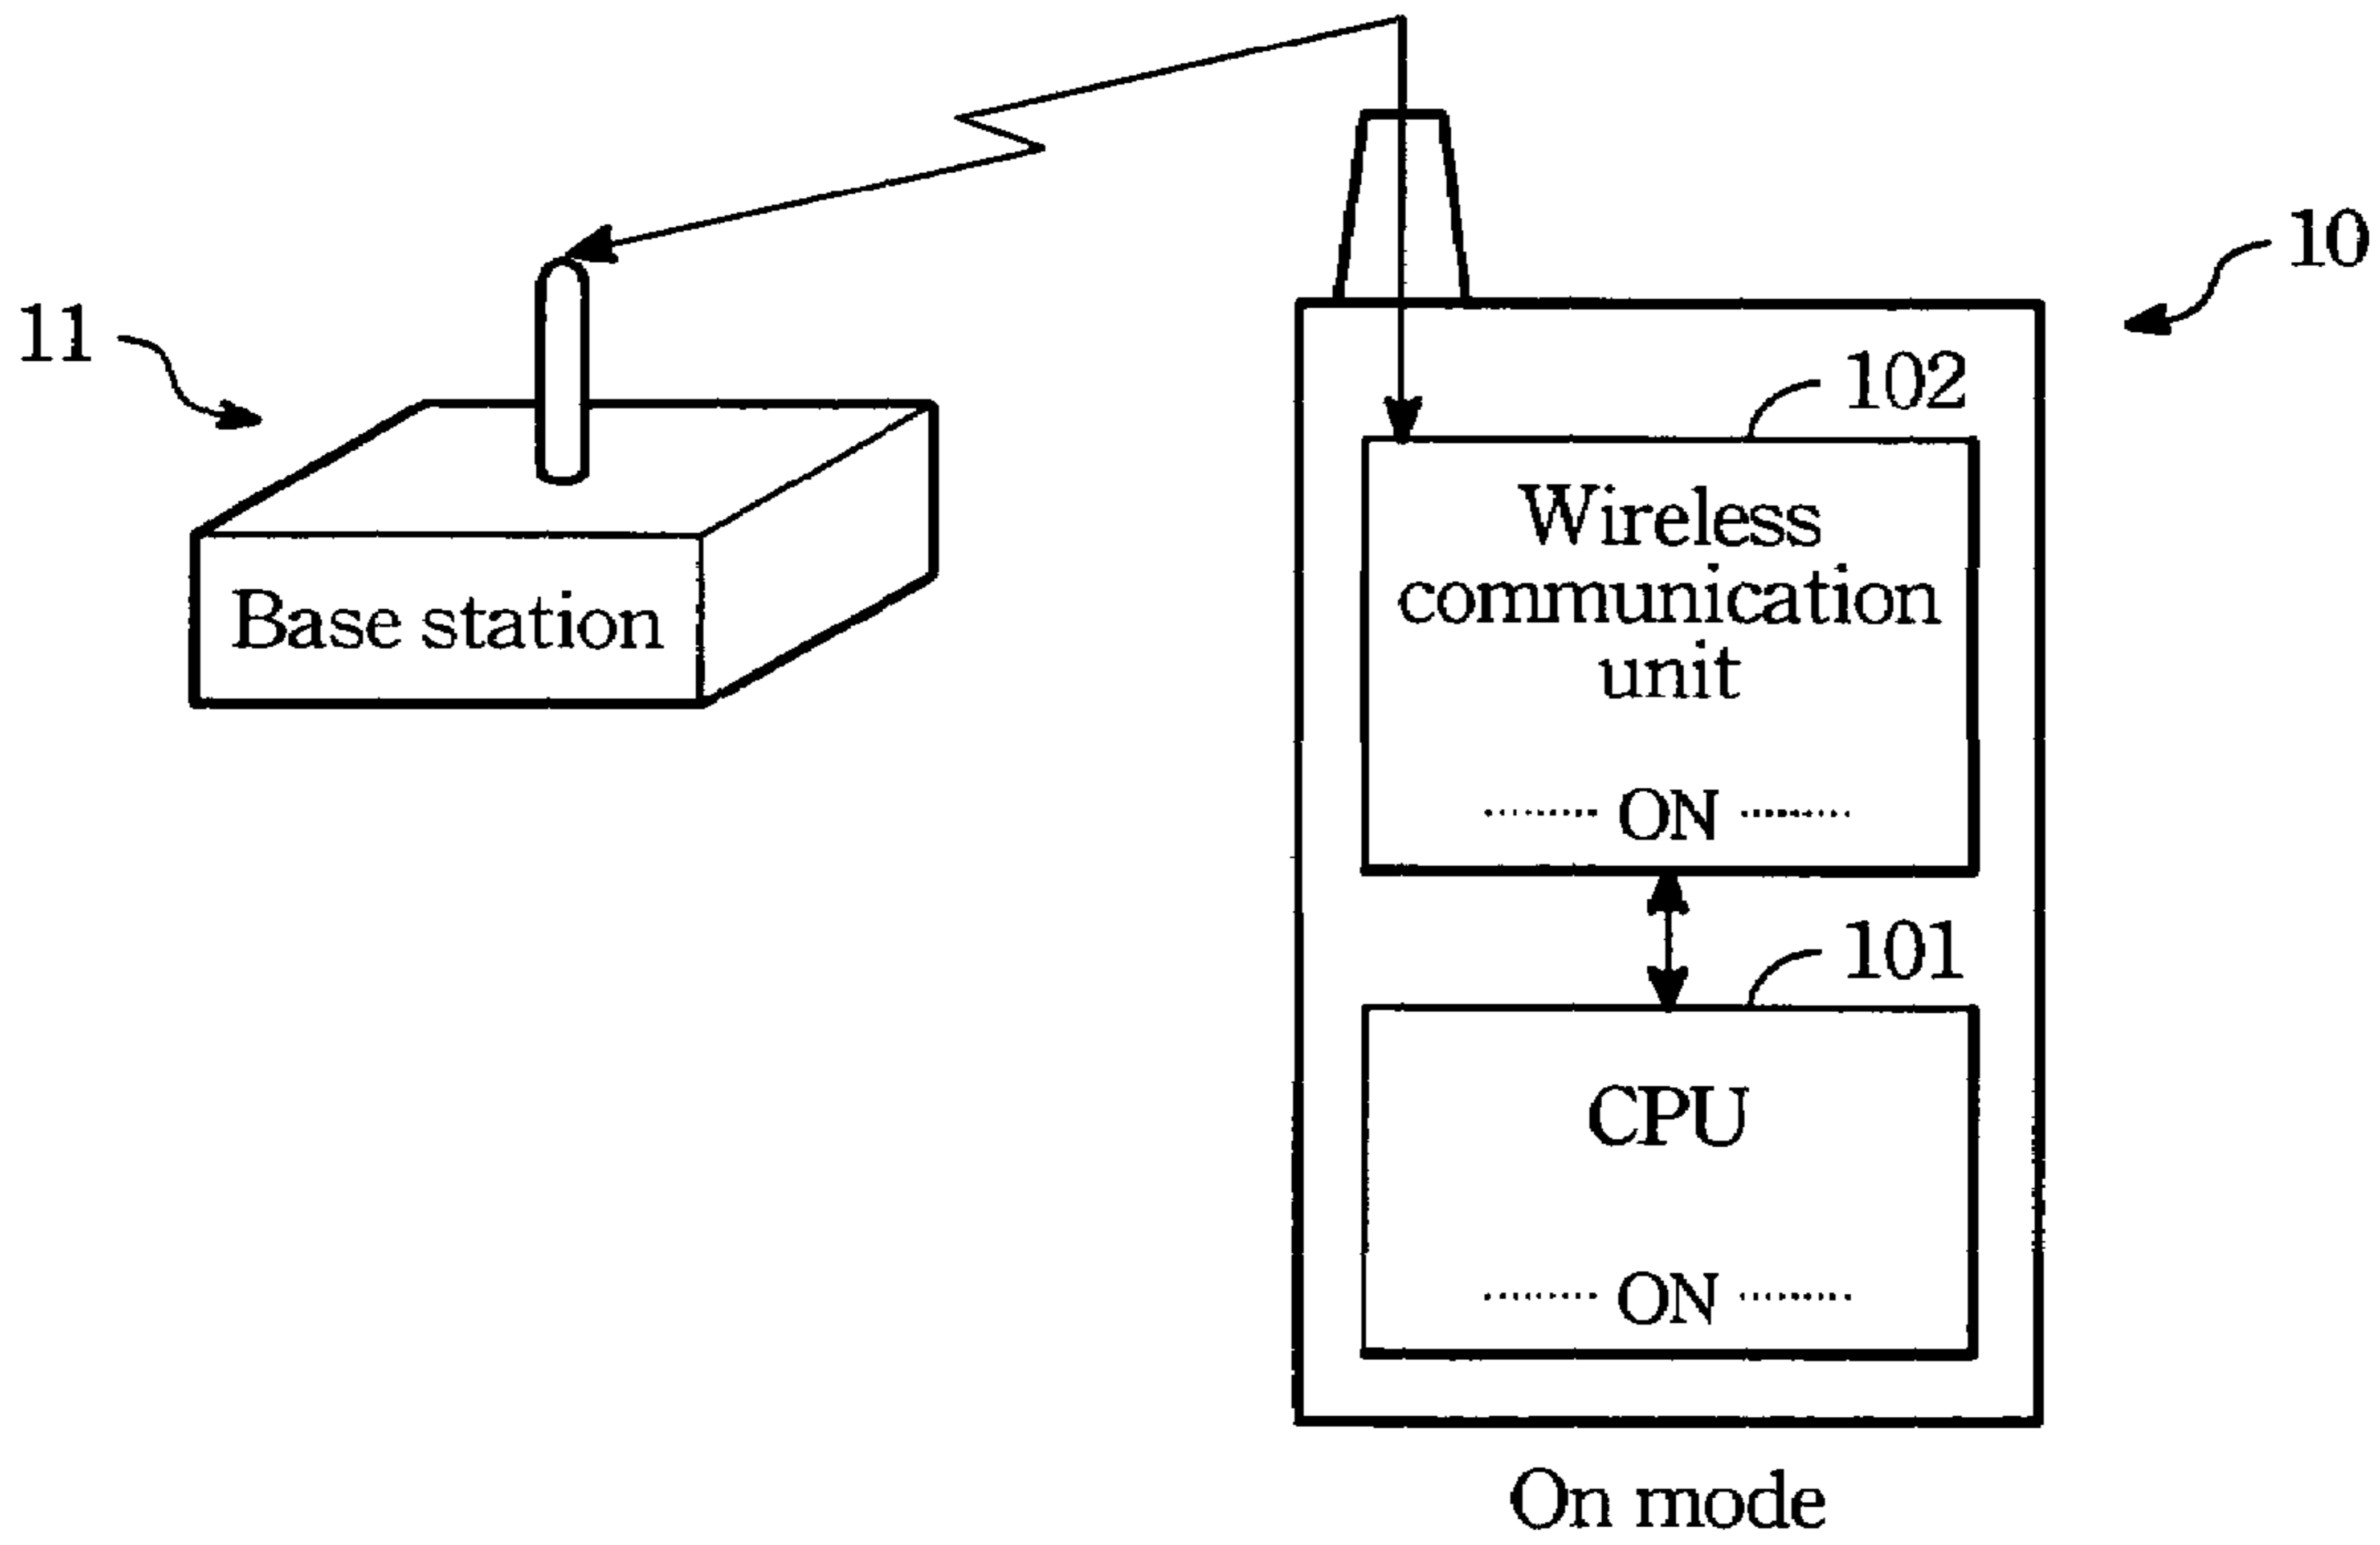 10
11
102
Wireless
communication
unit
Base station
ON
101
CPU
ON
On mode